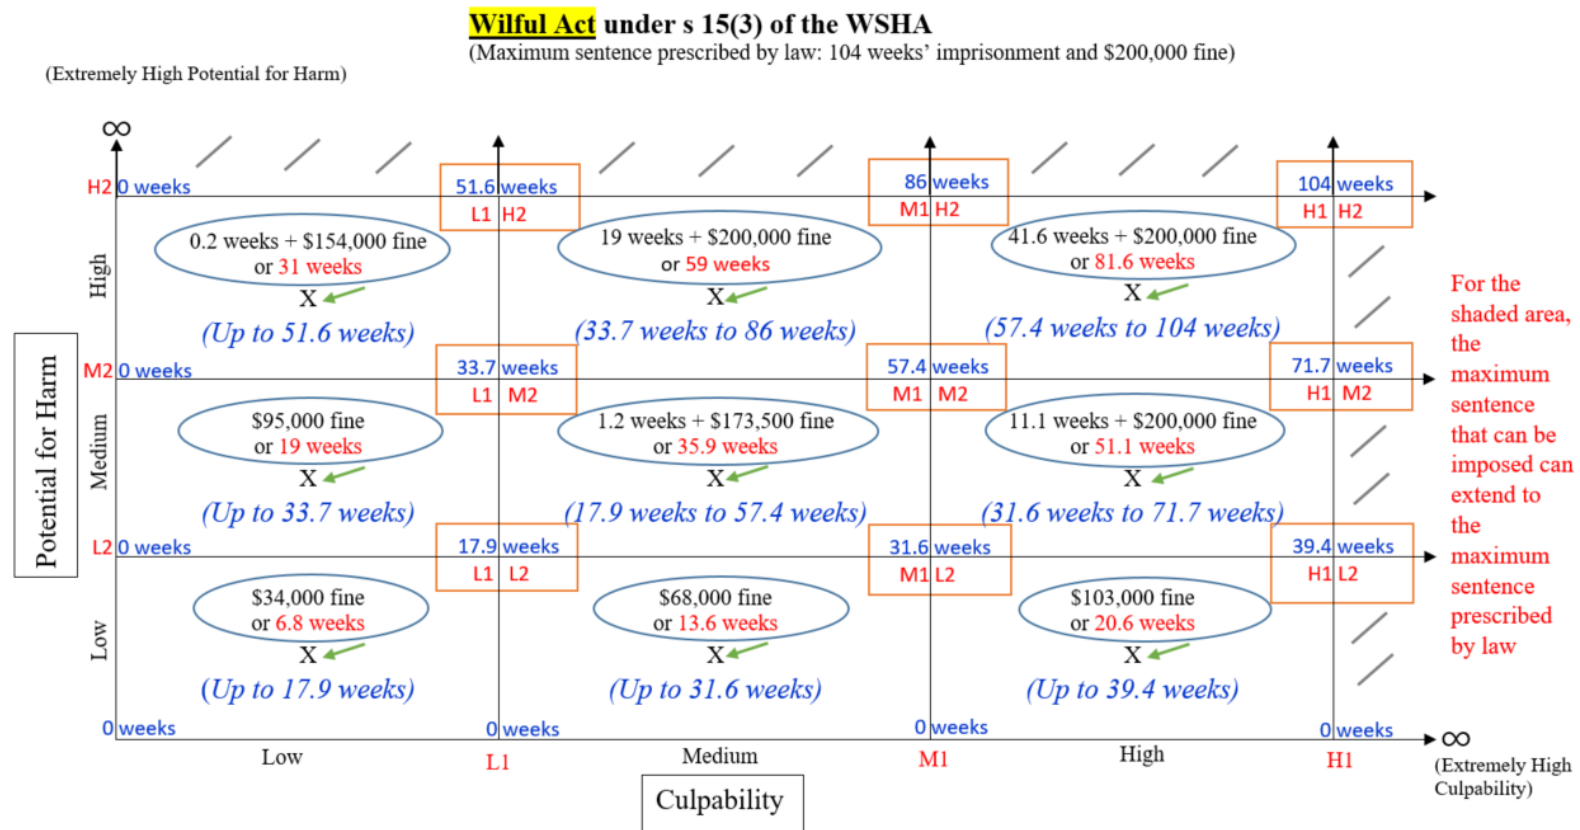 Wilful Act under s 15(3) of the WSHA
(Maximum sentence prescribed by law: 104 weeks’ imprisonment and $200,000 fine)
(Extremely High Potential for Harm)
∞
H2 0 weeks
51.6 weeks
86 weeks
104 weeks
L1 H2
M1 H2
H1 H2
0.2 weeks + $154,000 fine
or 31 weeks
X
(Up to 51.6 weeks)
19 weeks + $200,000 fine
or 59 weeks
X
(33.7 weeks to 86 weeks)
41.6 weeks + $200,000 fine
or 81.6 weeks
X
(57.4 weeks to 104 weeks)
High
M2 0 weeks
33.7 weeks
57.4 weeks
71.7 weeks
L1 M2
M1 M2
H1 M2
$95,000 fine
or 19 weeks
X
(Up to 33.7 weeks)
1.2 weeks + $173,500 fine
or 35.9 weeks
X
(17.9 weeks to 57.4 weeks)
11.1 weeks + $200,000 fine
or 51.1 weeks
X
(31.6 weeks to 71.7 weeks)
Medium
Potential for Harm
L2 0 weeks
17.9 weeks
31.6 weeks
39.4 weeks
L1 L2
M1 L2
H1 L2
$34,000 fine
or 6.8 weeks
X
(Up to 17.9 weeks)
$68,000 fine
or 13.6 weeks
X
(Up to 31.6 weeks)
$103,000 fine
or 20.6 weeks
X
(Up to 39.4 weeks)
Low
0 weeks
0 weeks
0 weeks
0 weeks
∞
Low
L1
Medium
M1
High
H1
(Extremely High
Culpability)
Culpability
For the
shaded area,
the
maximum
sentence
that can be
imposed can
extend to
the
maximum
sentence
prescribed
by law